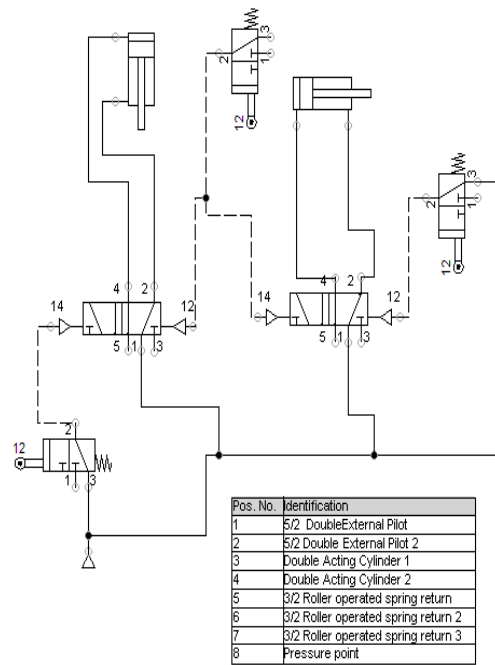 3
2
1
12
3
2
1
12
4
2
14
12
5
1
3
4
2
14
12
5
1
3
12
2
1
3
Pos. No. Identification
1 5/2 DoubleExternal Pilot
2 5/2 Double External Pilot 2
3 Double Acting Cylinder 1
4 Double Acting Cylinder 2
5 3/2 Roller operated spring return
6 3/2 Roller operated spring return 2
7 3/2 Roller operated spring return 3
8 Pressure point